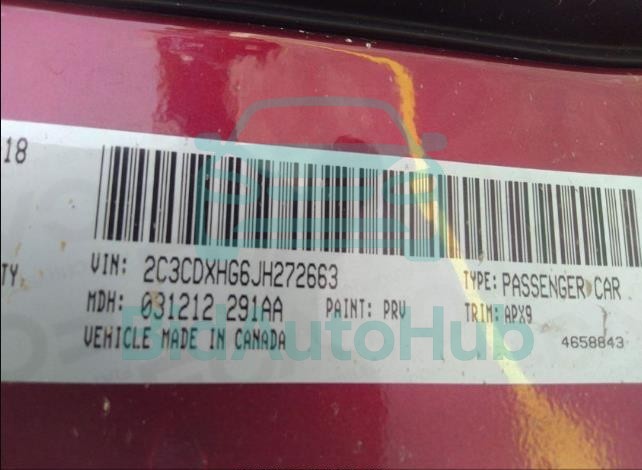 18
TY VIN: 2C3CDXHG6JH272663 TYPE: PASSENGER CAR
MDH: 031212 291AA PAINT: PRV TRIM: APX9
VEHICLE MADE IN CANADA 4658843
BidAutoHub